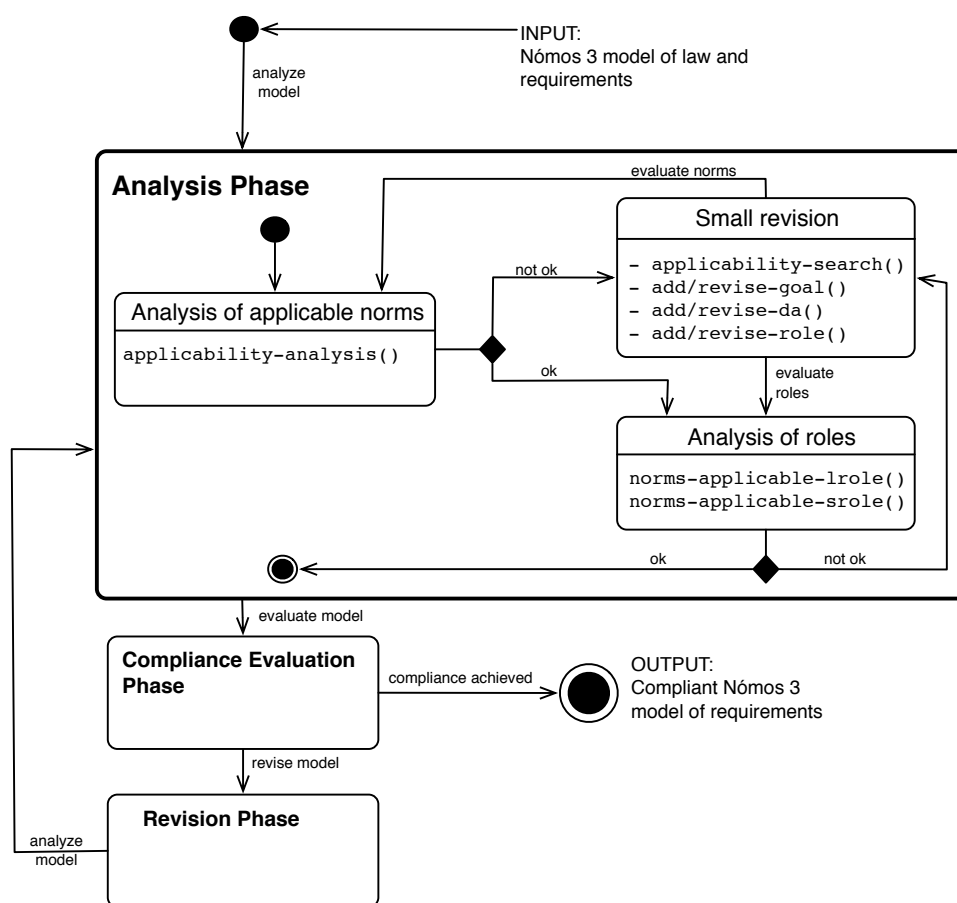 INPUT:
Nómos 3 model of law and
requirements
analyze
model
Analysis Phase
evaluate norms
Small revision
- applicability-search()
- add/revise-goal()
- add/revise-da()
- add/revise-role()
not ok
Analysis of applicable norms
applicability-analysis()
ok
evaluate
roles
Analysis of roles
norms-applicable-lrole()
norms-applicable-srole()
ok
not ok
evaluate model
Compliance Evaluation
Phase
compliance achieved
OUTPUT:
Compliant Nómos 3
model of requirements
revise model
Revision Phase
analyze
model